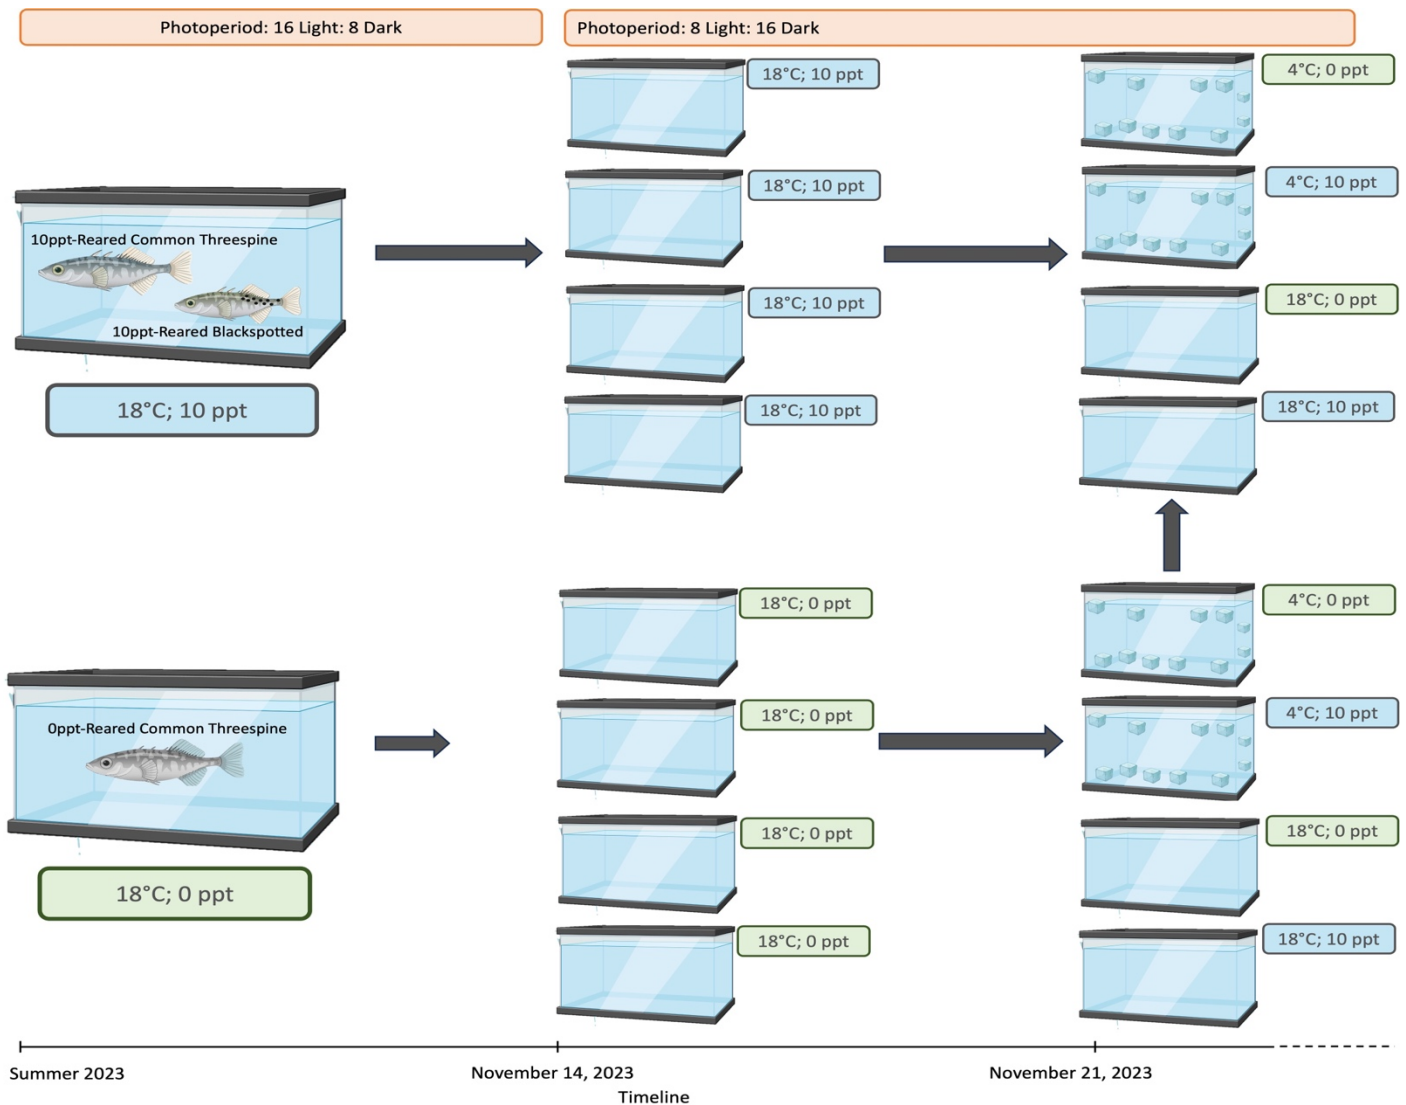 Photoperiod: 16 Light: 8 Dark
Photoperiod: 8 Light: 16 Dark
10ppt-Reared Common Threespine
10ppt-Reared Blackspotted
18°C; 10 ppt
18°C; 10 ppt
18°C; 10 ppt
18°C; 10 ppt
18°C; 10 ppt
4°C; 0 ppt
4°C; 10 ppt
18°C; 0 ppt
18°C; 10 ppt
0ppt-Reared Common Threespine
18°C; 0 ppt
18°C; 0 ppt
18°C; 0 ppt
18°C; 0 ppt
18°C; 0 ppt
4°C; 0 ppt
4°C; 10 ppt
18°C; 0 ppt
18°C; 10 ppt
Summer 2023
November 14, 2023
November 21, 2023
Timeline